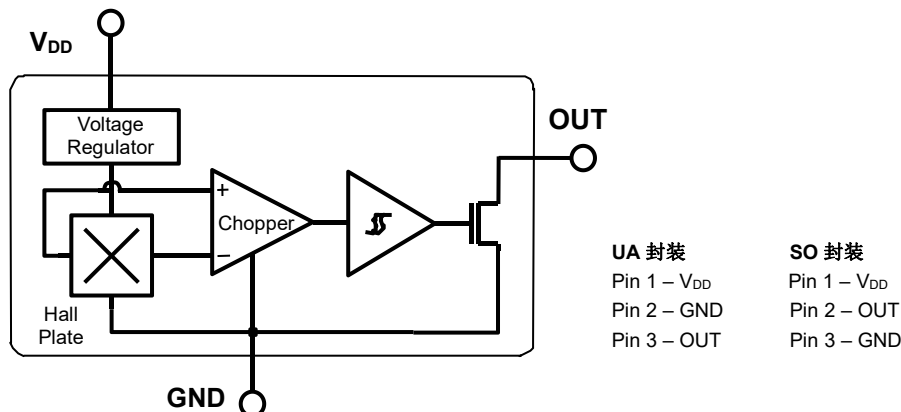 VDD
Voltage
Regulator
OUT
+
Chopper
−
Hall
Plate
GND
UA 封装
Pin 1 – VDD
Pin 2 – GND
Pin 3 – OUT
SO 封装
Pin 1 – VDD
Pin 2 – OUT
Pin 3 – GND